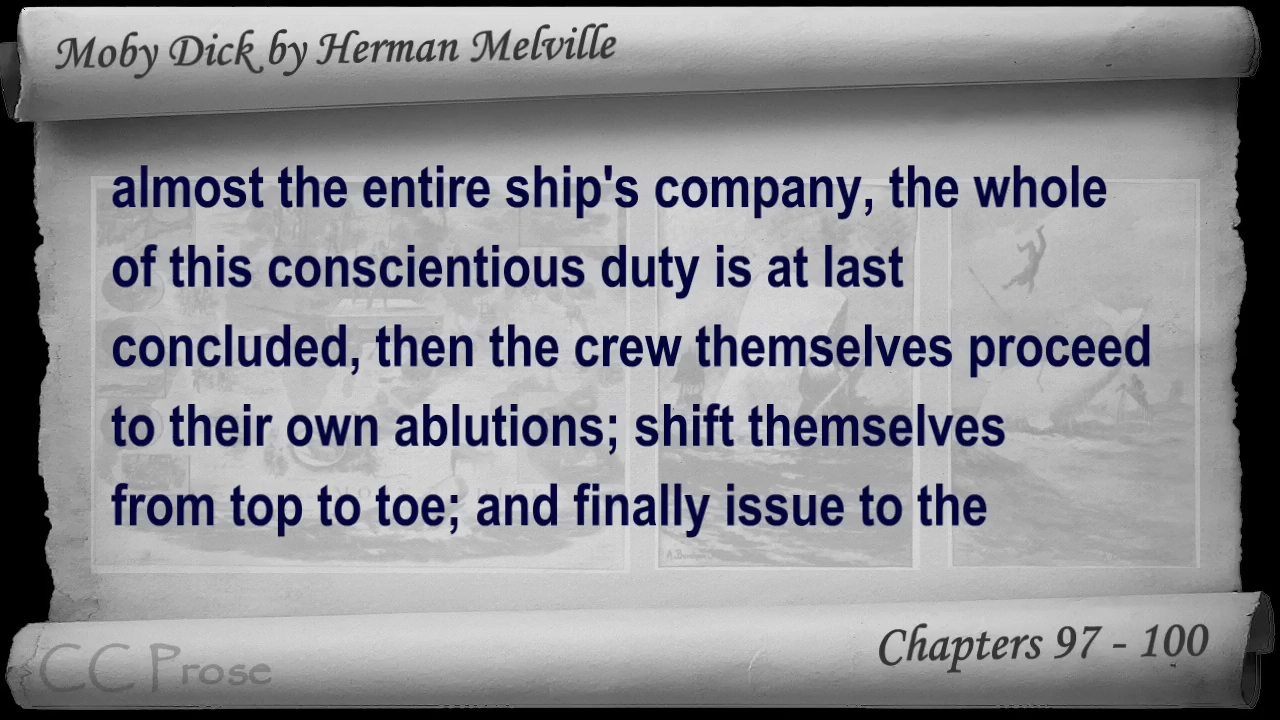 Moby Dick by Herman Melville
almost the entire ship's company, the whole
of this conscientious duty is at last
concluded, then the crew themselves proceed
to their own ablutions; shift themselves
from top to toe; and finally issue to the
Chapters 97 - 100
CC Prose